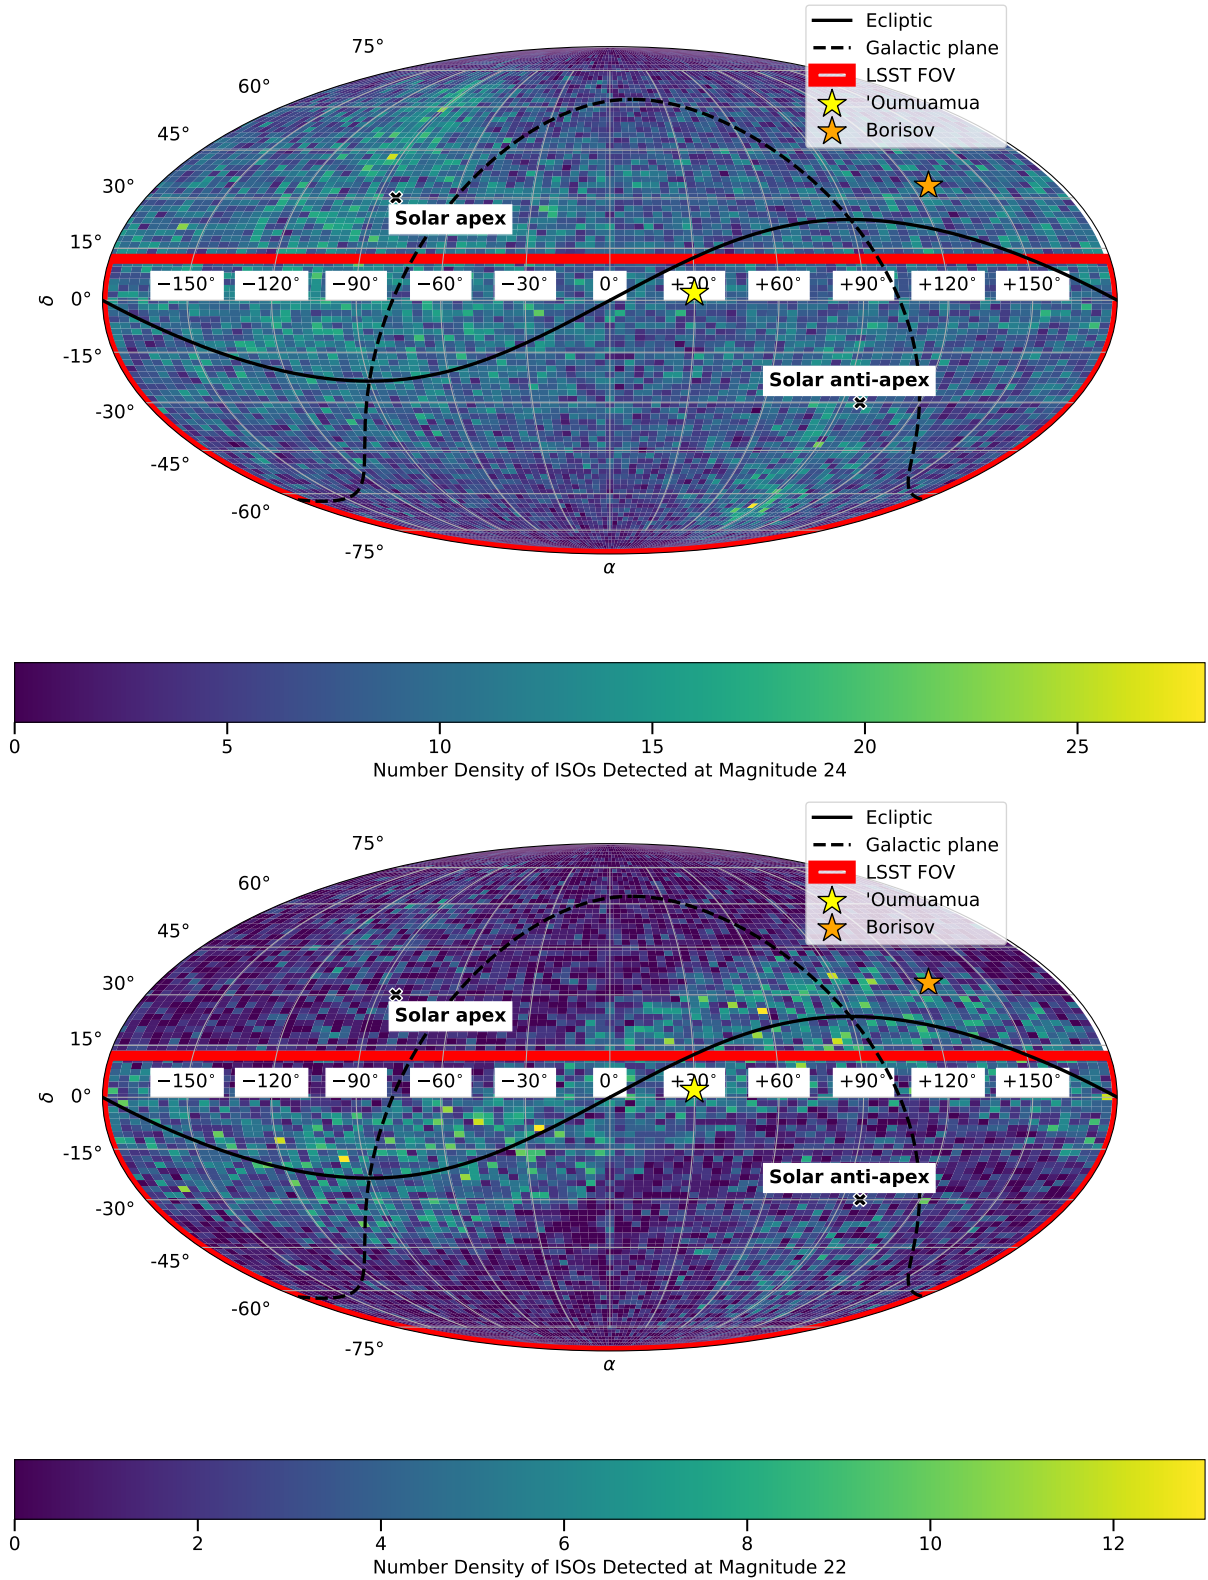 Ecliptic
Galactic plane
LSST FOV
'Oumuamua
Borisov
75°
60°
45°
30°
15°
0°
-15°
-30°
-45°
-60°
-75°
δ
Solar apex
−150° −120° −90° −60° −30° 0° +30° +60° +90° +120° +150°
Solar anti-apex
α
0 5 10 15 20 25
Number Density of ISOs Detected at Magnitude 24
Ecliptic
Galactic plane
LSST FOV
'Oumuamua
Borisov
75°
60°
45°
30°
15°
0°
-15°
-30°
-45°
-60°
-75°
δ
Solar apex
−150° −120° −90° −60° −30° 0° +30° +60° +90° +120° +150°
Solar anti-apex
α
0 2 4 6 8 10 12
Number Density of ISOs Detected at Magnitude 22